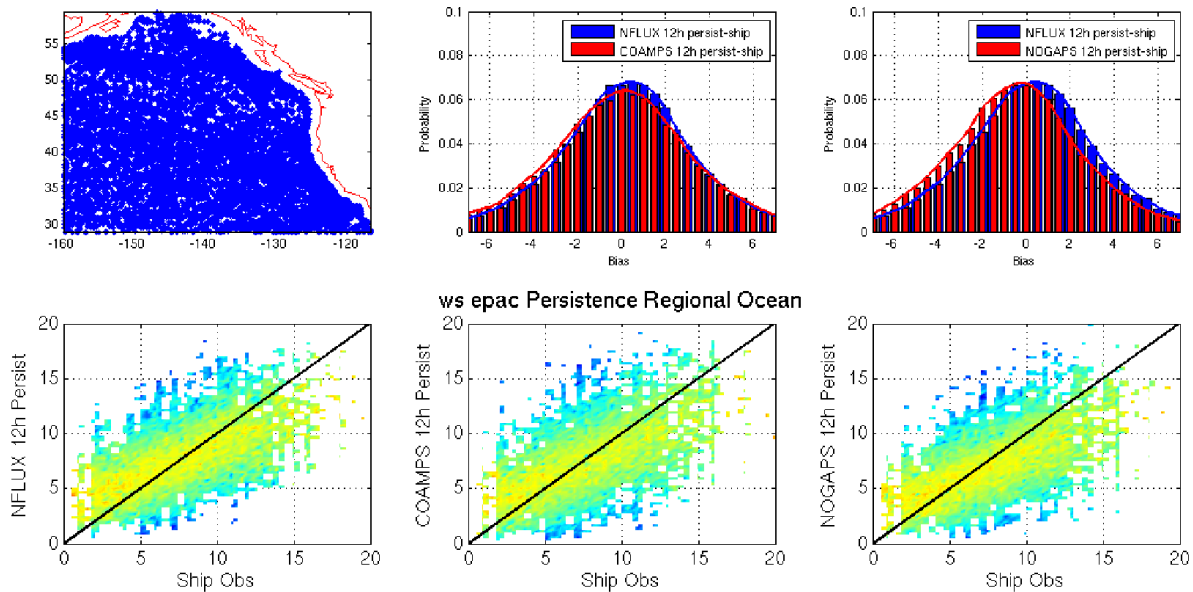 55
50
45
40
35
30
-160 -150 -140 -130 -120
0.1
0.08
0.06
0.04
0.02
0
Probability
NFLUX 12h persist-ship
COAMPS 12h persist-ship
-6 -4 -2 0 2 4 6
Bias
0.1
0.08
0.06
0.04
0.02
0
Probability
NFLUX 12h persist-ship
NOGAPS 12h persist-ship
-6 -4 -2 0 2 4 6
Bias
ws epac Persistence Regional Ocean
20
15
10
5
0
NFLUX 12h Persist
0 5 10 15 20
Ship Obs
20
15
10
5
0
COAMPS 12h Persist
0 5 10 15 20
Ship Obs
20
15
10
5
0
NOGAPS 12h Persist
0 5 10 15 20
Ship Obs